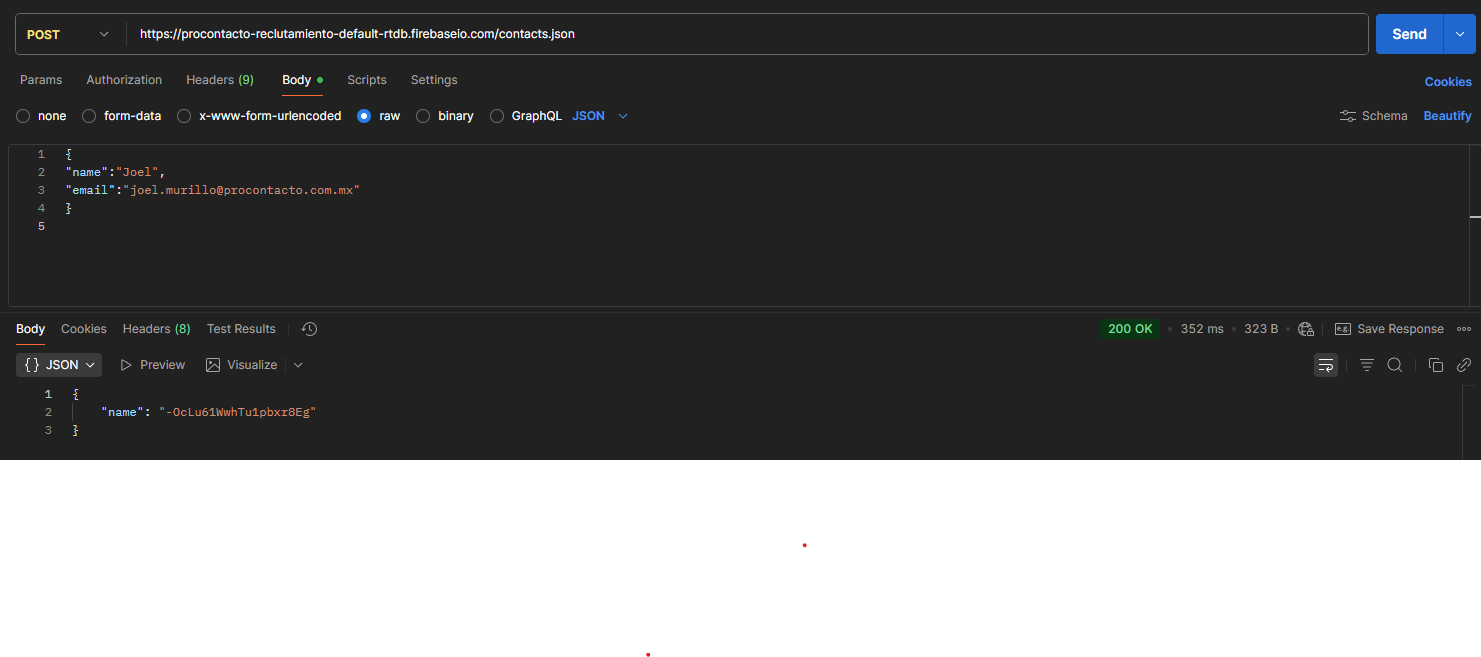 POST https://procontacto-reclutamiento-default-rtdb.firebaseio.com/contacts.json Send
Params Authorization Headers (9) Body Scripts Settings Cookies
none form-data x-www-form-urlencoded raw binary GraphQL JSON Schema Beautify
1 {
2 "name":"Joel",
3 "email":"joel.murillo@procontacto.com.mx"
4 }
5
Body Cookies Headers (8) Test Results 200 OK 352 ms 323 B e.g. Save Response
{} JSON Preview Visualize
1 {
2 "name": "-OcLu61WwhTu1pbxr8Eg"
3 }